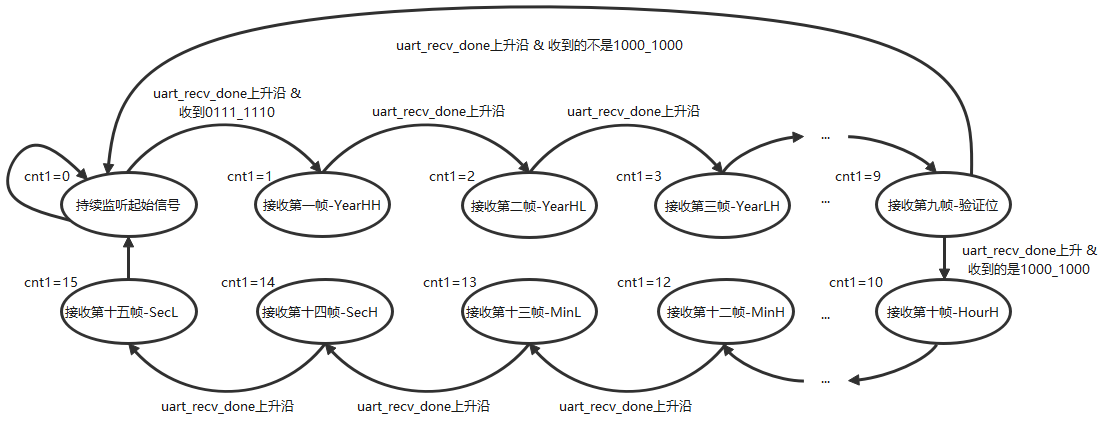 uart_recv_done上升沿 & 收到的不是1000_1000
uart_recv_done上升沿 &
收到0111_1110
uart_recv_done上升沿
uart_recv_done上升沿
...
cnt1=0
cnt1=1
cnt1=2
cnt1=3
cnt1=9
持续监听起始信号
接收第一帧-YearHH
接收第二帧-YearHL
接收第三帧-YearLH
...
接收第九帧-验证位
uart_recv_done上升 &
收到的是1000_1000
cnt1=15
cnt1=14
cnt1=13
cnt1=12
cnt1=10
接收第十五帧-SecL
接收第十四帧-SecH
接收第十三帧-MinL
接收第十二帧-MinH
...
接收第十帧-HourH
...
uart_recv_done上升沿
uart_recv_done上升沿
uart_recv_done上升沿